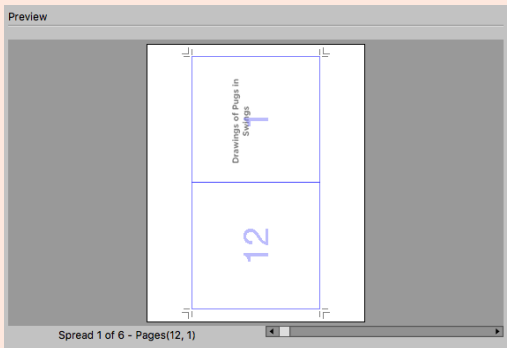 Preview
Drawings of Pugs in
Swings
1
12
Spread 1 of 6 - Pages(12, 1)